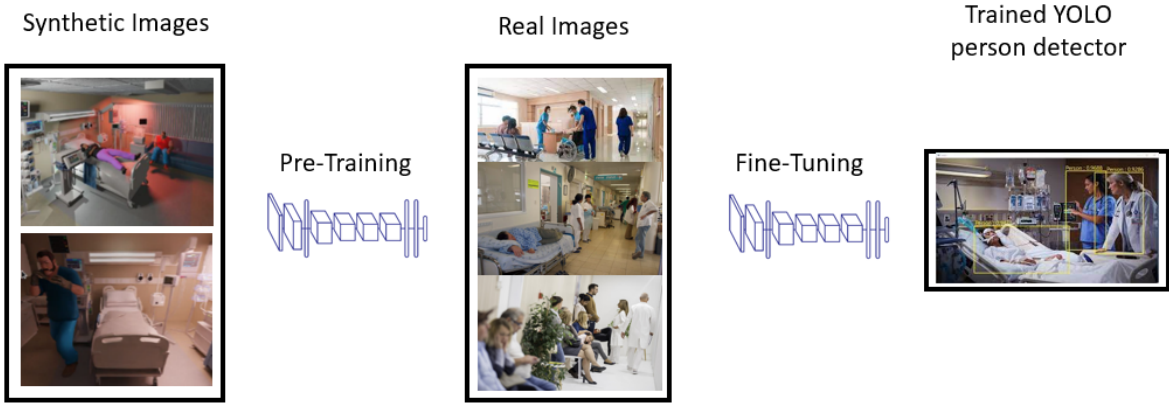 Synthetic Images
Real Images
Trained YOLO
person detector
Pre-Training
Fine-Tuning